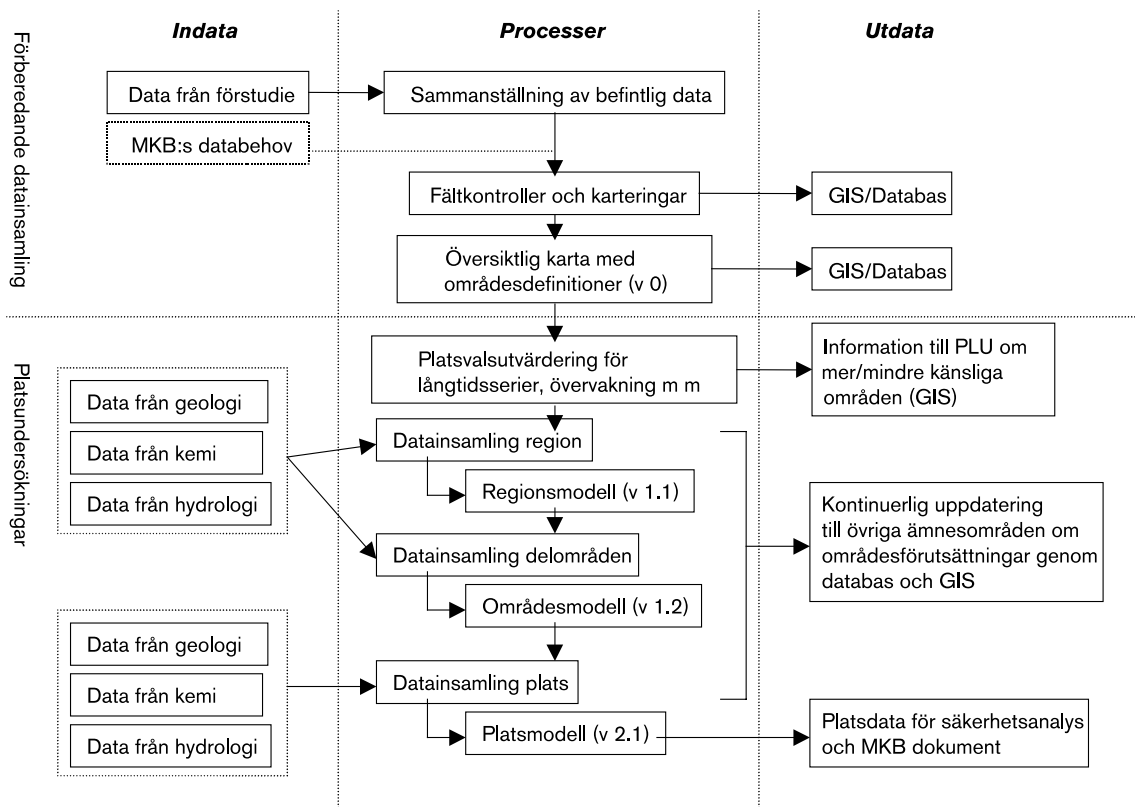 Indata
Processer
Utdata
Förberedande datainsamling
Data från förstudie
Sammanställning av befintlig data
MKB:s databehov
Fältkontroller och karteringar
GIS/Databas
Översiktlig karta med
områdesdefinitioner (v 0)
GIS/Databas
Platsundersökningar
Platsvalsutvärdering för
långtidsserier, övervakning m m
Information till PLU om
mer/mindre känsliga
områden (GIS)
Data från geologi
Data från kemi
Data från hydrologi
Datainsamling region
Regionsmodell (v 1.1)
Datainsamling delområden
Områdesmodell (v 1.2)
Kontinuerlig uppdatering
till övriga ämnesområden om
områdesförutsättningar genom
databas och GIS
Data från geologi
Data från kemi
Data från hydrologi
Datainsamling plats
Platsmodell (v 2.1)
Platsdata för säkerhetsanalys
och MKB dokument